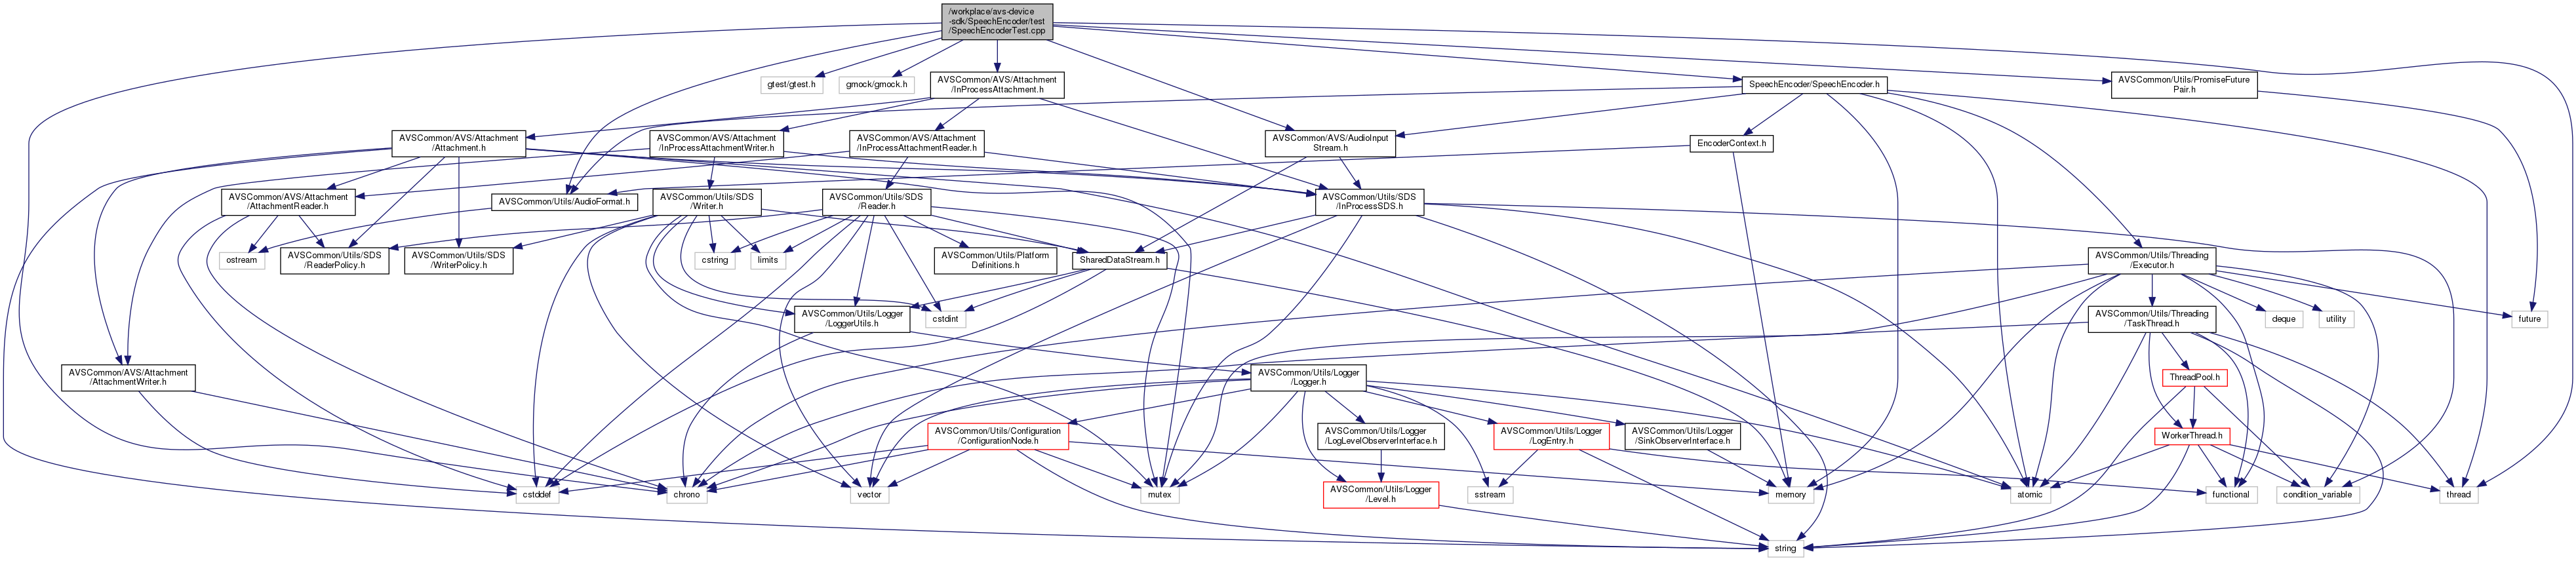 /workplace/avs-device
-sdk/SpeechEncoder/test
/SpeechEncoderTest.cpp
gtest/gtest.h
gmock/gmock.h
AVSCommon/AVS/Attachment
/InProcessAttachment.h
SpeechEncoder/SpeechEncoder.h
AVSCommon/Utils/PromiseFuture
Pair.h
AVSCommon/AVS/Attachment
/Attachment.h
AVSCommon/AVS/Attachment
/InProcessAttachmentWriter.h
AVSCommon/AVS/Attachment
/InProcessAttachmentReader.h
AVSCommon/AVS/AudioInput
Stream.h
EncoderContext.h
AVSCommon/AVS/Attachment
/AttachmentReader.h
AVSCommon/Utils/AudioFormat.h
AVSCommon/Utils/SDS
/Writer.h
AVSCommon/Utils/SDS
/Reader.h
AVSCommon/Utils/SDS
/InProcessSDS.h
ostream
AVSCommon/Utils/SDS
/ReaderPolicy.h
AVSCommon/Utils/SDS
/WriterPolicy.h
cstring
limits
AVSCommon/Utils/Platform
Definitions.h
SharedDataStream.h
AVSCommon/Utils/Threading
/Executor.h
AVSCommon/Utils/Logger
/LoggerUtils.h
cstdint
AVSCommon/Utils/Threading
/TaskThread.h
deque
utility
future
AVSCommon/AVS/Attachment
/AttachmentWriter.h
AVSCommon/Utils/Logger
/Logger.h
ThreadPool.h
AVSCommon/Utils/Configuration
/ConfigurationNode.h
AVSCommon/Utils/Logger
/LogLevelObserverInterface.h
AVSCommon/Utils/Logger
/LogEntry.h
AVSCommon/Utils/Logger
/SinkObserverInterface.h
WorkerThread.h
cstddef
chrono
vector
mutex
AVSCommon/Utils/Logger
/Level.h
sstream
memory
atomic
functional
condition_variable
thread
string